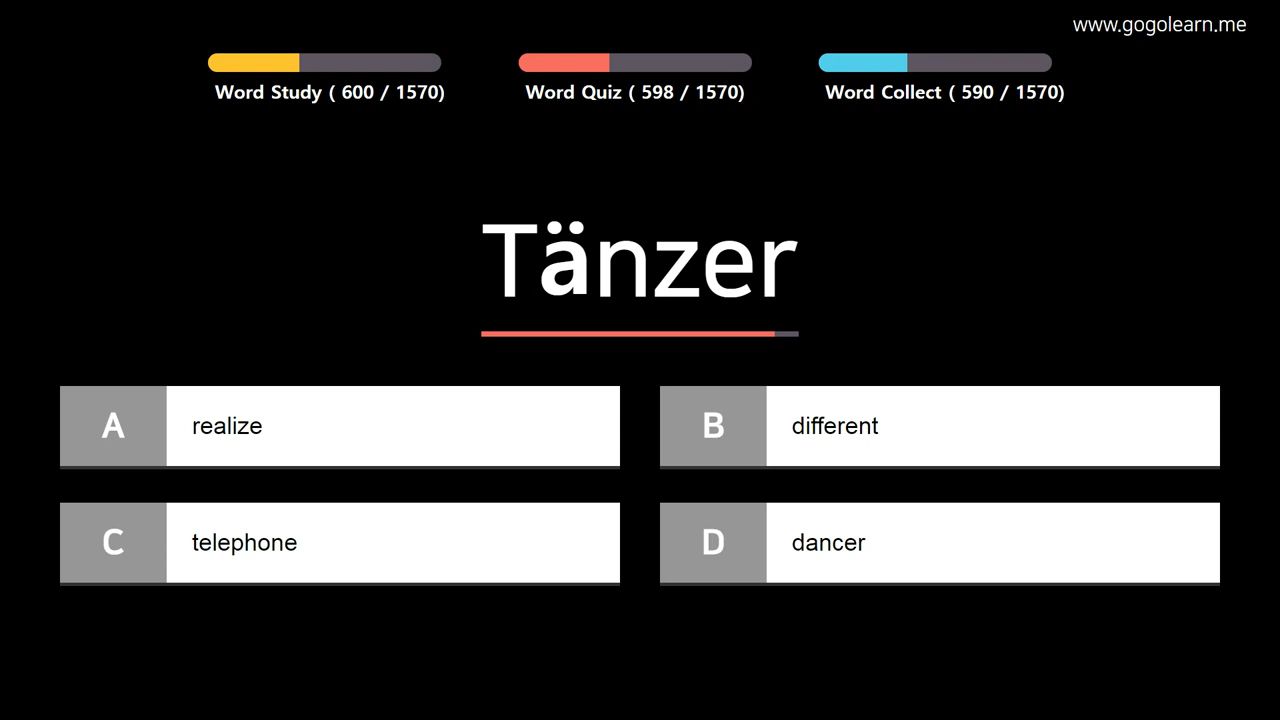 www.gogolearn.me
Word Study ( 600 / 1570)
Word Quiz ( 598 / 1570)
Word Collect ( 590 / 1570)
Tänzer
A realize
B different
C telephone
D dancer